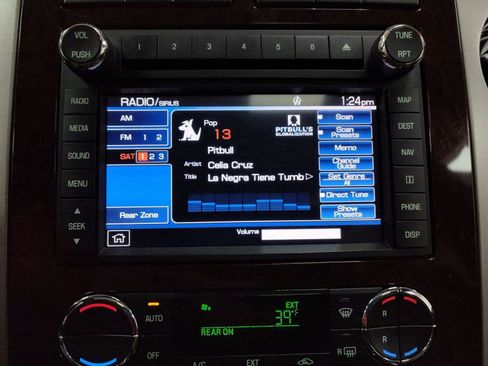 VOL
PUSH
1 2 3 4 5 6
TUNE
RPT
RADIO
MEDIA
SOUND
MENU
SEEK
RADIO/SIRIUS
1:24pm
AM
FM 1 2
SAT 1 2 3
Rear Zone
Pop
13
PITBULL'S
GLOBALIZATION
Pitbull
Artist Celia Cruz
Title La Negra Tiene Tumb
Volume
Scan
Scan
Presets
Memo
Channel
Guide
Set Genre
All
Direct Tune
Show
Presets
MAP
DEST
NAV
i
PHONE
DISP
AUTO
OFF
EXT
39°F
REAR ON
A/C
EXT
R
R
R